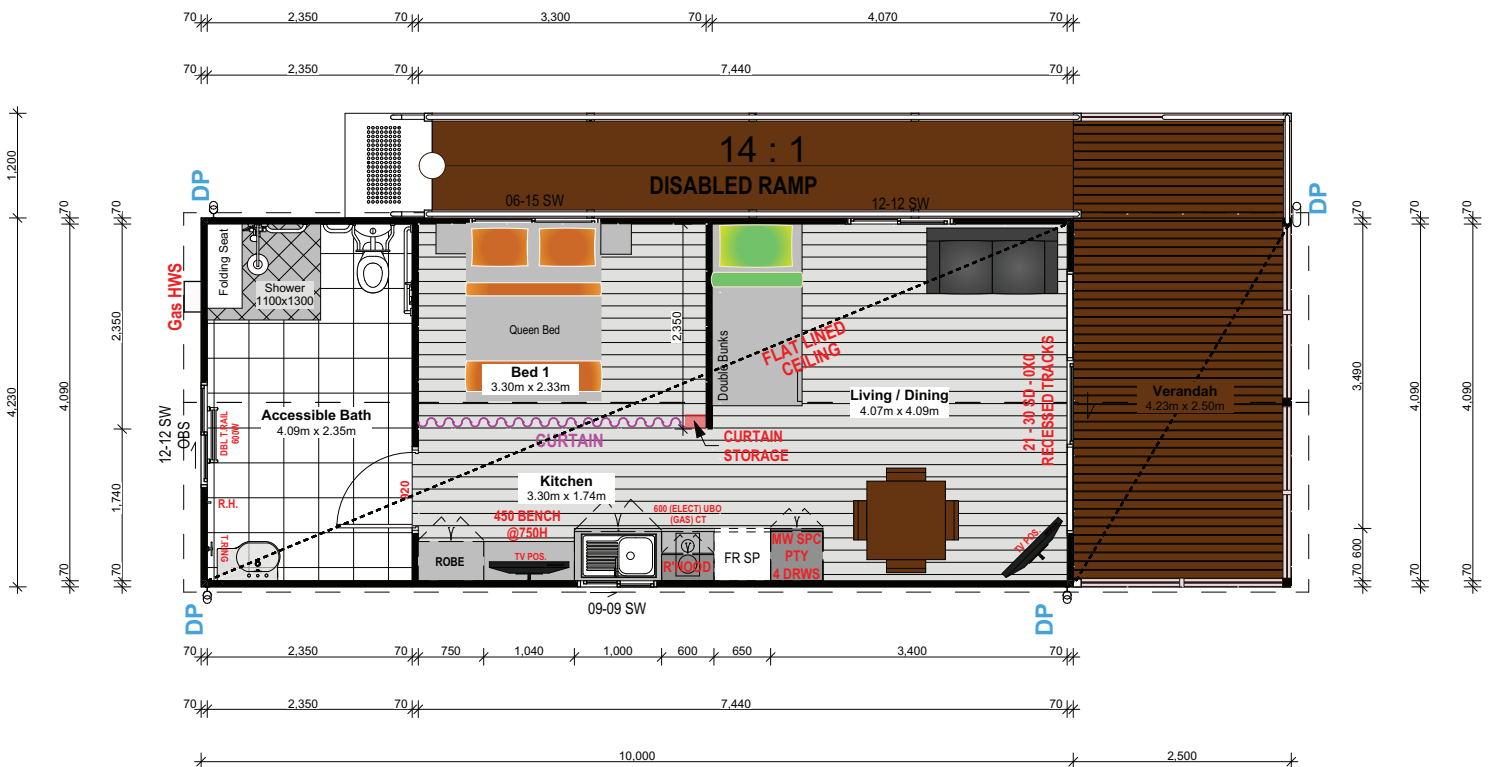 70 2,350 70 3,300 70 4,070 70
70 2,350 70 7,440 70
1,200
4,230
70
4,090
70
70
2,350
1,740
70
DP
14 : 1
DISABLED RAMP
06-15 SW
12-12 SW
DP
Gas HWS
Folding Seat
Shower
1100x1300
Queen Bed
2,350
Double Bunks
FLAT LINED
CEILING
Bed 1
3.30m x 2.33m
Living / Dining
4.07m x 4.09m
21 - 30 SD - 0X0
RECESSED TRACKS
Verandah
4.23m x 2.50m
Accessible Bath
4.09m x 2.35m
12-12 SW
OBS
DBL T.RAIL
600W
CURTAIN
CURTAIN
STORAGE
R.H.
T.RING
920
Kitchen
3.30m x 1.74m
450 BENCH
@750H
600 (ELECT) UBO
(GAS) CT
ROBE
TV POS.
R'HOOD
FR SP
MW SPC
PTY
4 DRWS
TV POS.
DP
09-09 SW
DP
70
3,490
600
70
70
4,090
70
70
4,090
70
70 2,350 70 750 1,040 1,000 600 650 3,400 70
70 2,350 70 7,440 70
10,000 2,500